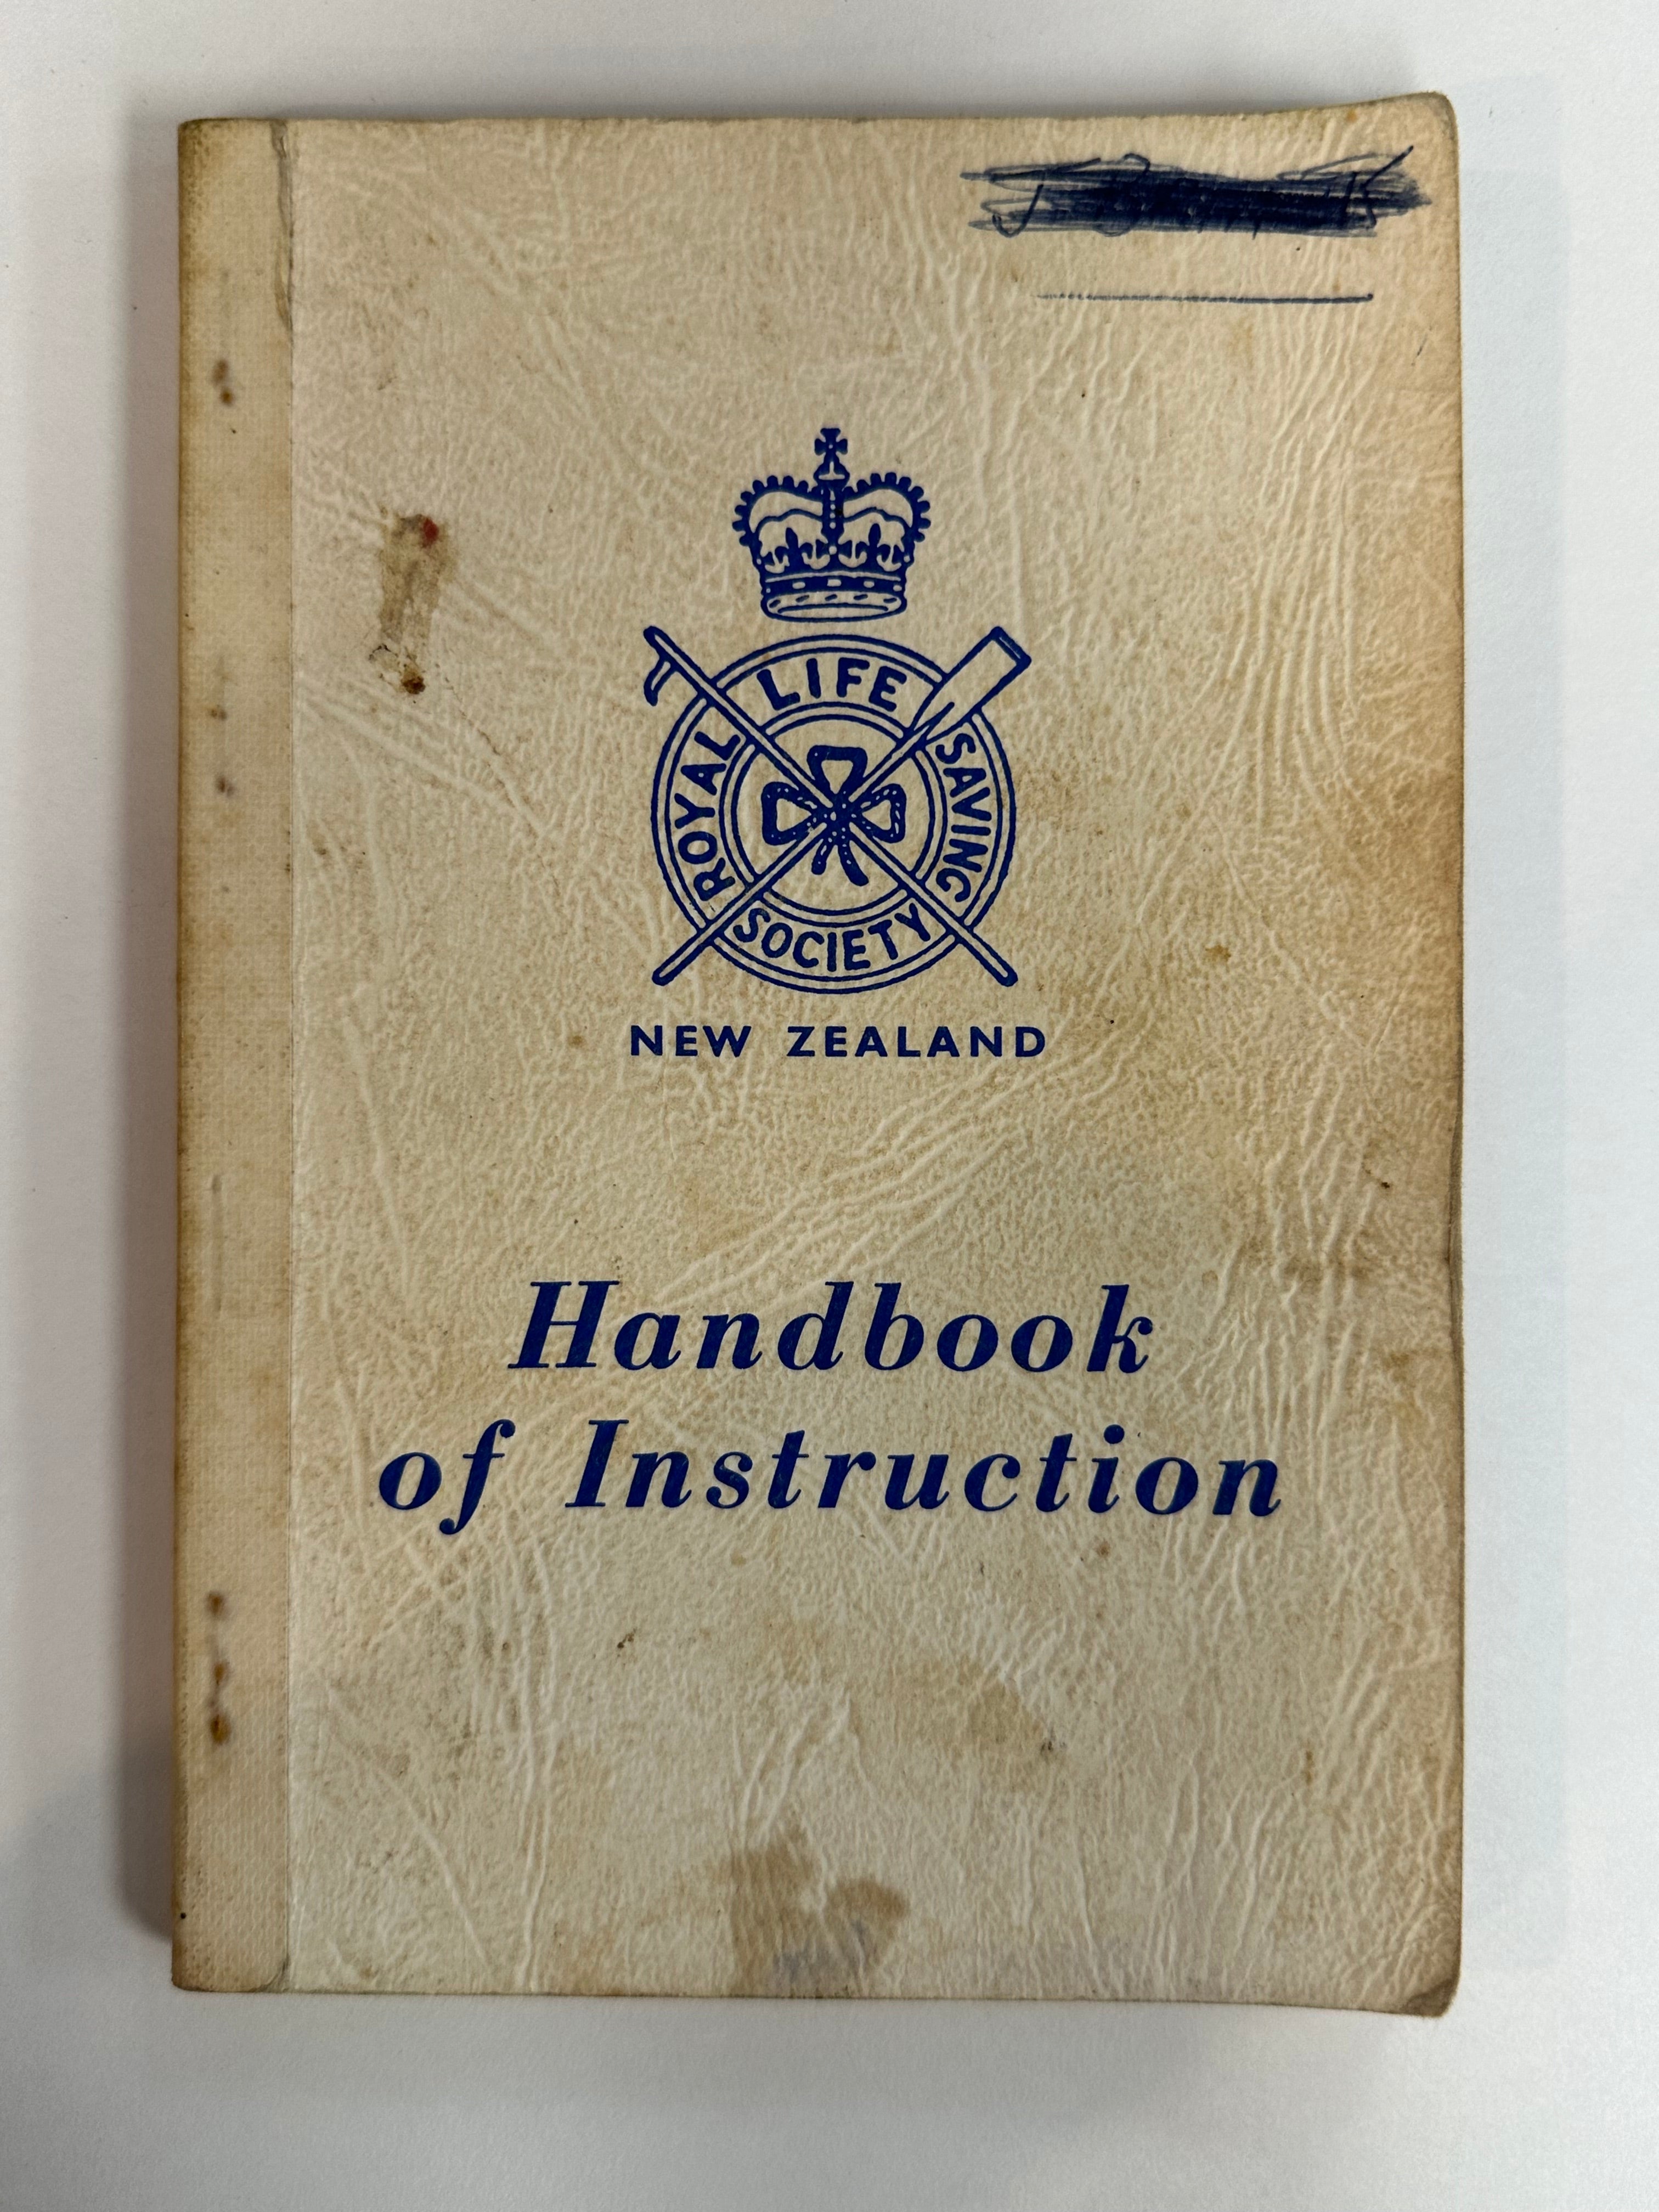 LIFE
ROYAL
SAVING
SOCIETY
NEW ZEALAND
Handbook
of Instruction